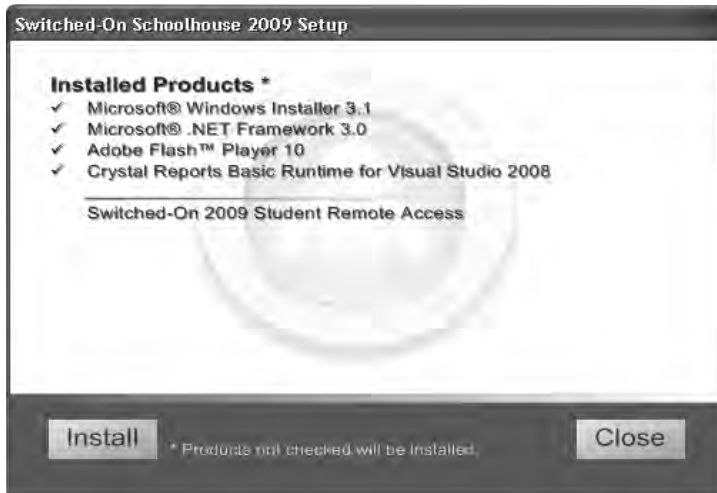 Switched-On Schoolhouse 2009 Setup
Installed Products *
✓ Microsoft® Windows Installer 3.1
✓ Microsoft® .NET Framework 3.0
✓ Adobe Flash™ Player 10
✓ Crystal Reports Basic Runtime for Visual Studio 2008
Switched-On 2009 Student Remote Access
Install
* Products not checked will be installed.
Close